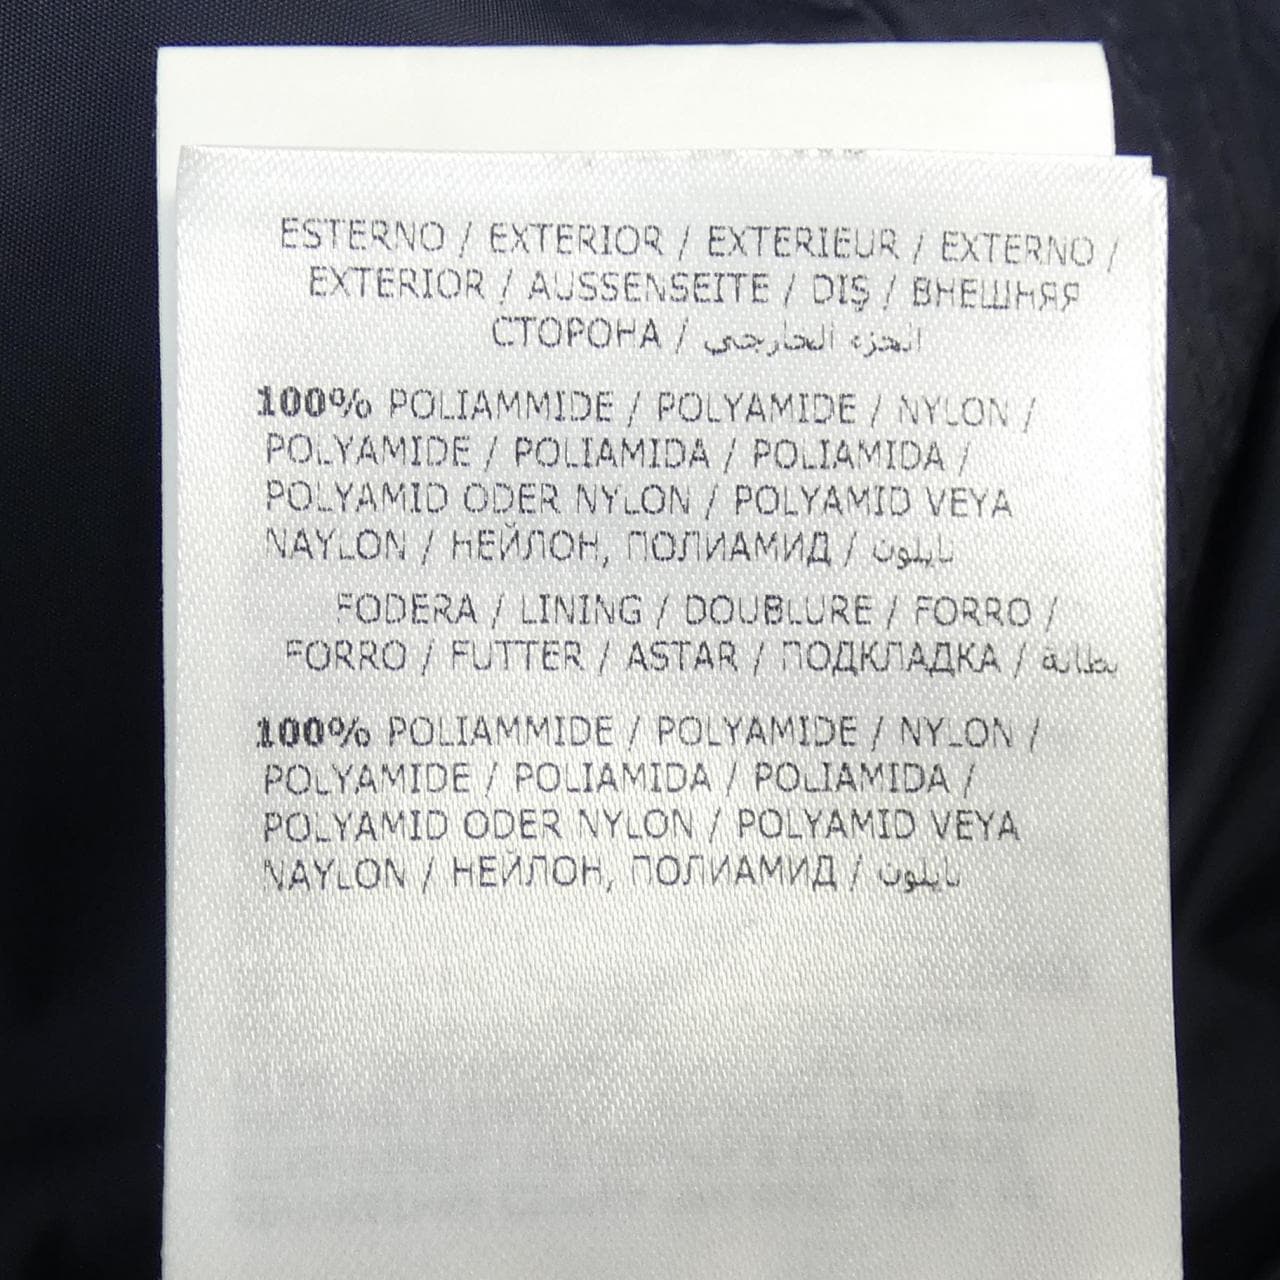 ESTERNO / EXTERIOR / EXTERIEUR / EXTERNO /
EXTERIOR / AUSSENSEITE / DIŞ / ВНЕШНЯЯ
СТОРОНА / الجزء الخارجي
100% POLIAMMIDE / POLYAMIDE / NYLON /
POLYAMIDE / POLIAMIDA / POLIAMIDA /
POLYAMID ODER NYLON / POLYAMID VEYA
NAYLON / НЕЙЛОН, ПОЛИАМИД / نايلون
FODERA / LINING / DOUBLURE / FORRO /
FORRO / FUTTER / ASTAR / ПОДКЛАДКА / بطانة
100% POLIAMMIDE / POLYAMIDE / NYLON /
POLYAMIDE / POLIAMIDA / POLIAMIDA /
POLYAMID ODER NYLON / POLYAMID VEYA
NAYLON / НЕЙЛОН, ПОЛИАМИД / نايلون